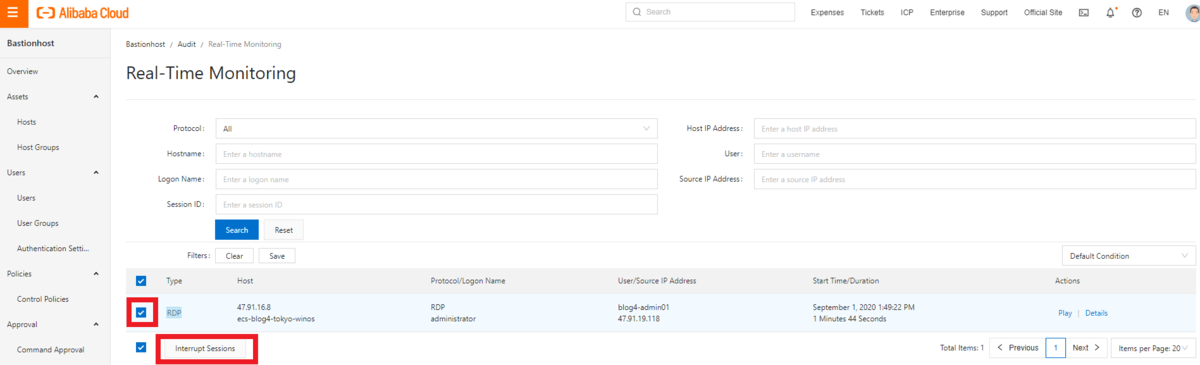 Alibaba Cloud
Search
Expenses
Tickets
ICP
Enterprise
Support
Official Site
EN
Bastionhost
Overview
Assets
Hosts
Host Groups
Users
Users
User Groups
Authentication Setti...
Policies
Control Policies
Approval
Command Approval
Bastionhost / Audit / Real-Time Monitoring
Real-Time Monitoring
Protocol: All
Host IP Address: Enter a host IP address
Hostname: Enter a hostname
User: Enter a username
Logon Name: Enter a logon name
Source IP Address: Enter a source IP address
Session ID: Enter a session ID
Search Reset
Filters: Clear Save
Default Condition
Type Host Protocol/Logon Name User/Source IP Address Start Time/Duration Actions
RDP
47.91.16.8
ecs-blog4-tokyo-winos
RDP
administrator
blog4-admin01
47.91.19.118
September 1, 2020 1:49:22 PM
1 Minutes 44 Seconds
Play | Details
Interrupt Sessions
Total Items: 1 < Previous 1 Next > Items per Page: 20